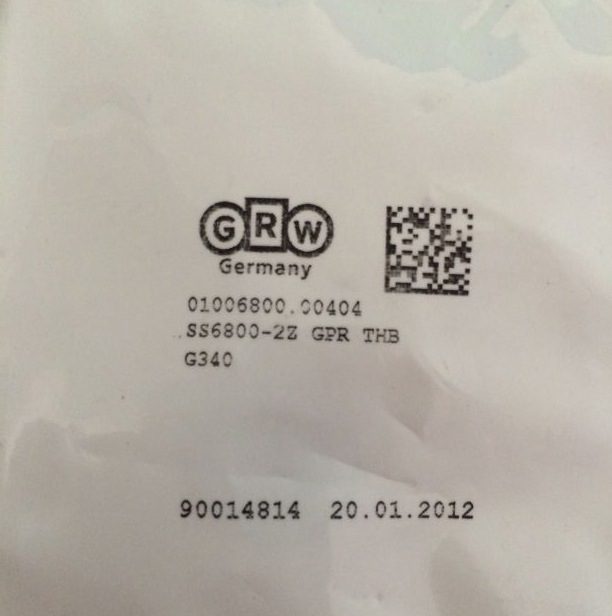 GRW
Germany
01006800.00404
SS6800-2Z GPR THB
G340
90014814 20.01.2012